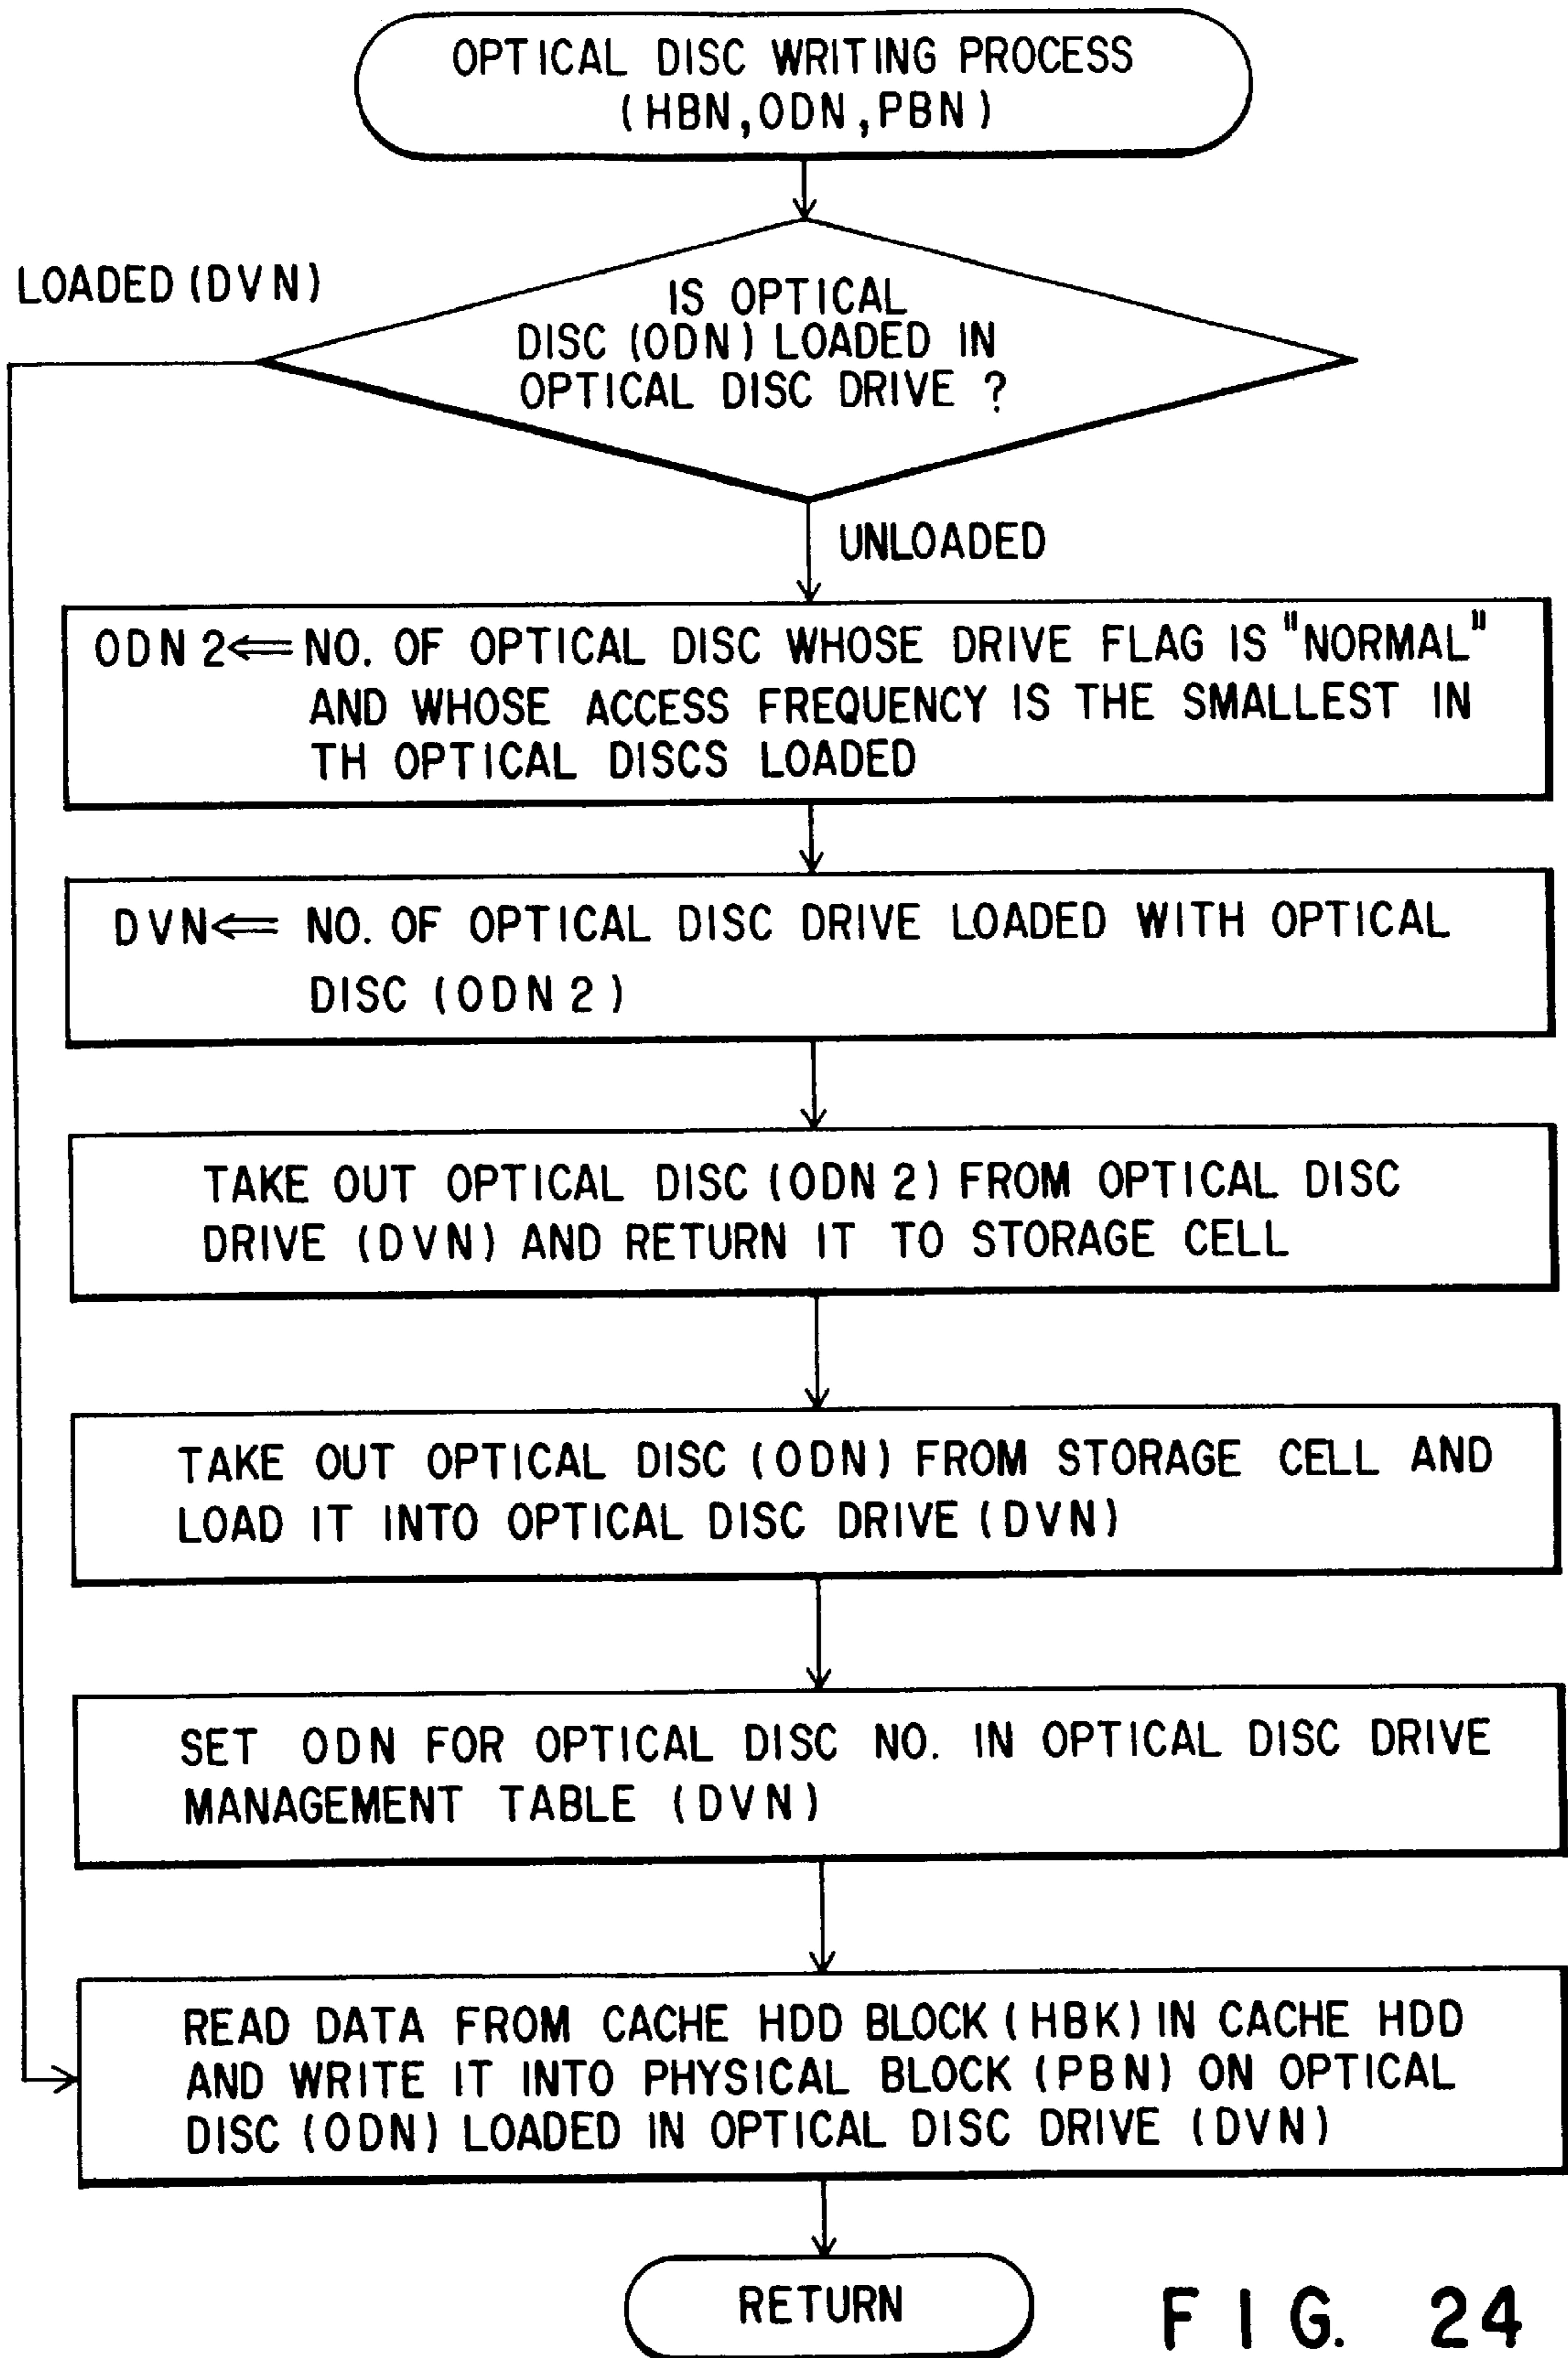 OPTICAL DISC WRITING PROCESS
(HBN,ODN,PBN)
LOADED (DVN)
IS OPTICAL
DISC (ODN) LOADED IN
OPTICAL DISC DRIVE ?
UNLOADED
ODN 2⇐ NO. OF OPTICAL DISC WHOSE DRIVE FLAG IS "NORMAL"
AND WHOSE ACCESS FREQUENCY IS THE SMALLEST IN
TH OPTICAL DISCS LOADED
DVN⇐ NO. OF OPTICAL DISC DRIVE LOADED WITH OPTICAL
DISC (ODN 2)
TAKE OUT OPTICAL DISC (ODN 2) FROM OPTICAL DISC
DRIVE (DVN) AND RETURN IT TO STORAGE CELL
TAKE OUT OPTICAL DISC (ODN) FROM STORAGE CELL AND
LOAD IT INTO OPTICAL DISC DRIVE (DVN)
SET ODN FOR OPTICAL DISC NO. IN OPTICAL DISC DRIVE
MANAGEMENT TABLE (DVN)
READ DATA FROM CACHE HDD BLOCK (HBK) IN CACHE HDD
AND WRITE IT INTO PHYSICAL BLOCK (PBN) ON OPTICAL
DISC (ODN) LOADED IN OPTICAL DISC DRIVE (DVN)
RETURN
FIG. 24